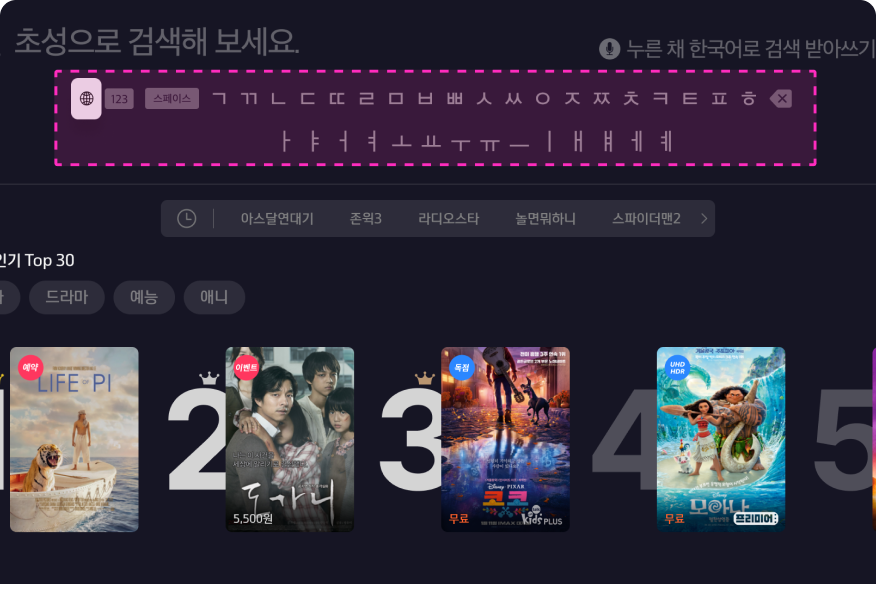 초성으로 검색해 보세요.
누른 채 한국어로 검색 받아쓰기
123 스페이스 ㄱ ㄲ ㄴ ㄷ ㄸ ㄹ ㅁ ㅂ ㅃ ㅅ ㅆ ㅇ ㅈ ㅉ ㅊ ㅋ ㅌ ㅍ ㅎ
ㅏ ㅑ ㅓ ㅕ ㅗ ㅛ ㅜ ㅠ ㅡ ㅣ ㅐ ㅒ ㅔ ㅖ
아스달연대기 존윅3 라디오스타 놀면뭐하니 스파이더맨2
인기 Top 30
드라마 예능 애니
예약
LIFE OF PI
2
이벤트
도가니
5,500원
3
독점
Disney PIXAR
코코
무료
Kids PLUS
4
UHD
HDR
Disney
모아나
무료
프리미어
5